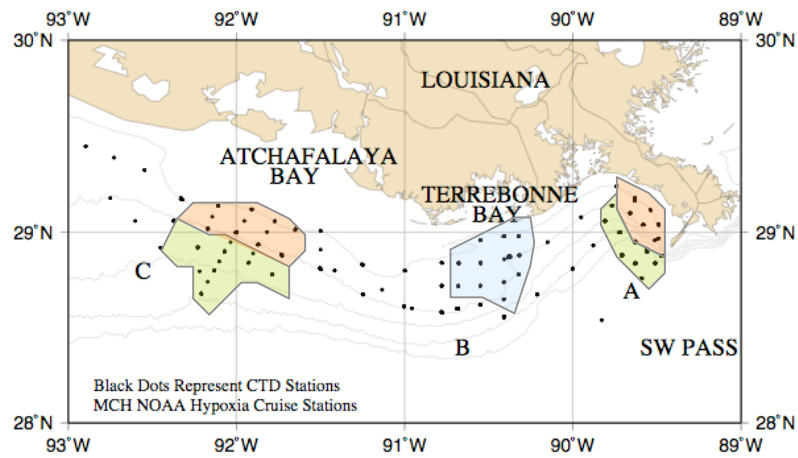 93˚W 92˚W 91˚W 90˚W 89˚W
30˚N 30˚N
LOUISIANA
ATCHAFALAYA
BAY
TERREBONNE
BAY
29˚N 29˚N
C
A
B
SW PASS
Black Dots Represent CTD Stations
MCH NOAA Hypoxia Cruise Stations
28˚N 28˚N
93˚W 92˚W 91˚W 90˚W 89˚W